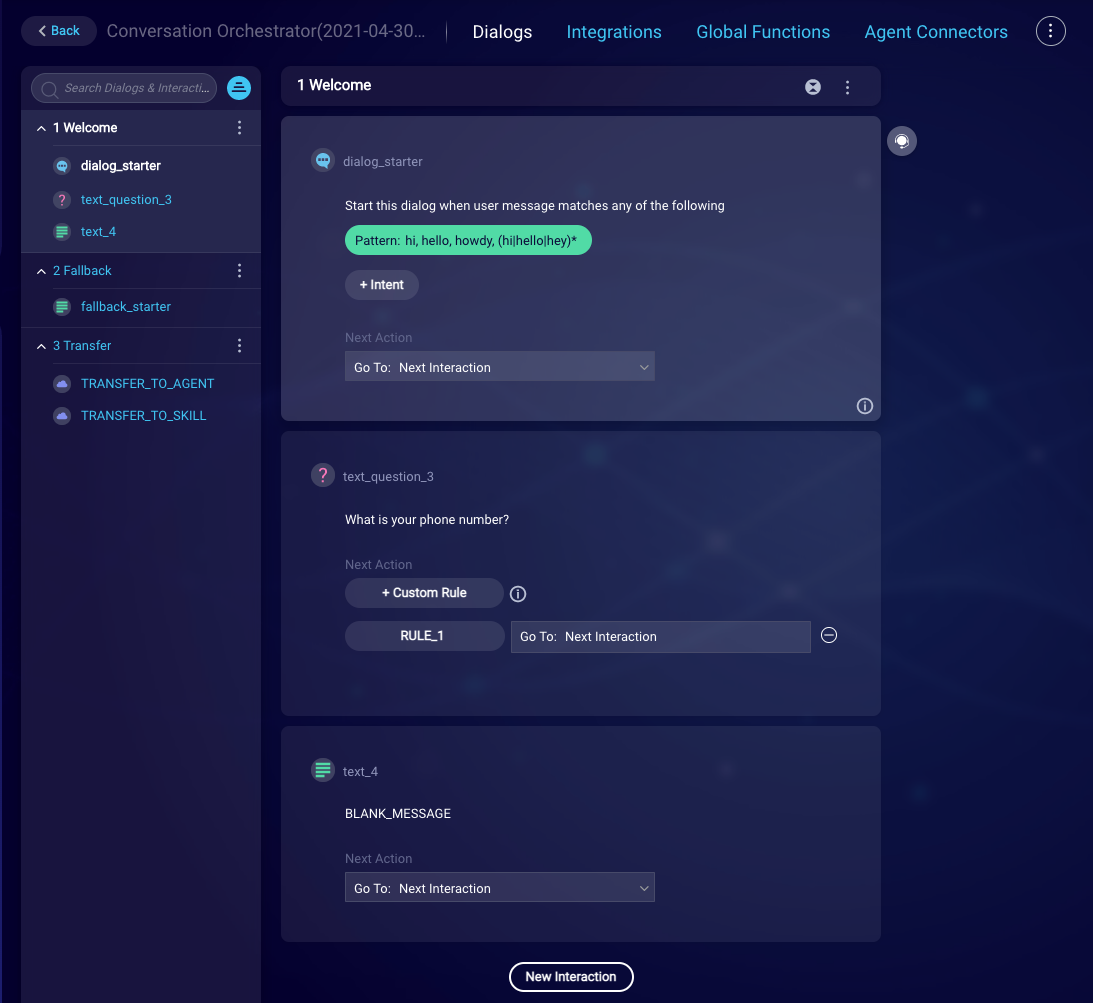 Back
Conversation Orchestrator(2021-04-30...
Dialogs
Integrations
Global Functions
Agent Connectors
Search Dialogs & Interacti...
1 Welcome
dialog_starter
text_question_3
text_4
2 Fallback
fallback_starter
3 Transfer
TRANSFER_TO_AGENT
TRANSFER_TO_SKILL
1 Welcome
dialog_starter
Start this dialog when user message matches any of the following
Pattern: hi, hello, howdy, (hi|hello|hey)*
+ Intent
Next Action
Go To: Next Interaction
text_question_3
What is your phone number?
Next Action
+ Custom Rule
RULE_1
Go To: Next Interaction
text_4
BLANK_MESSAGE
Next Action
Go To: Next Interaction
New Interaction